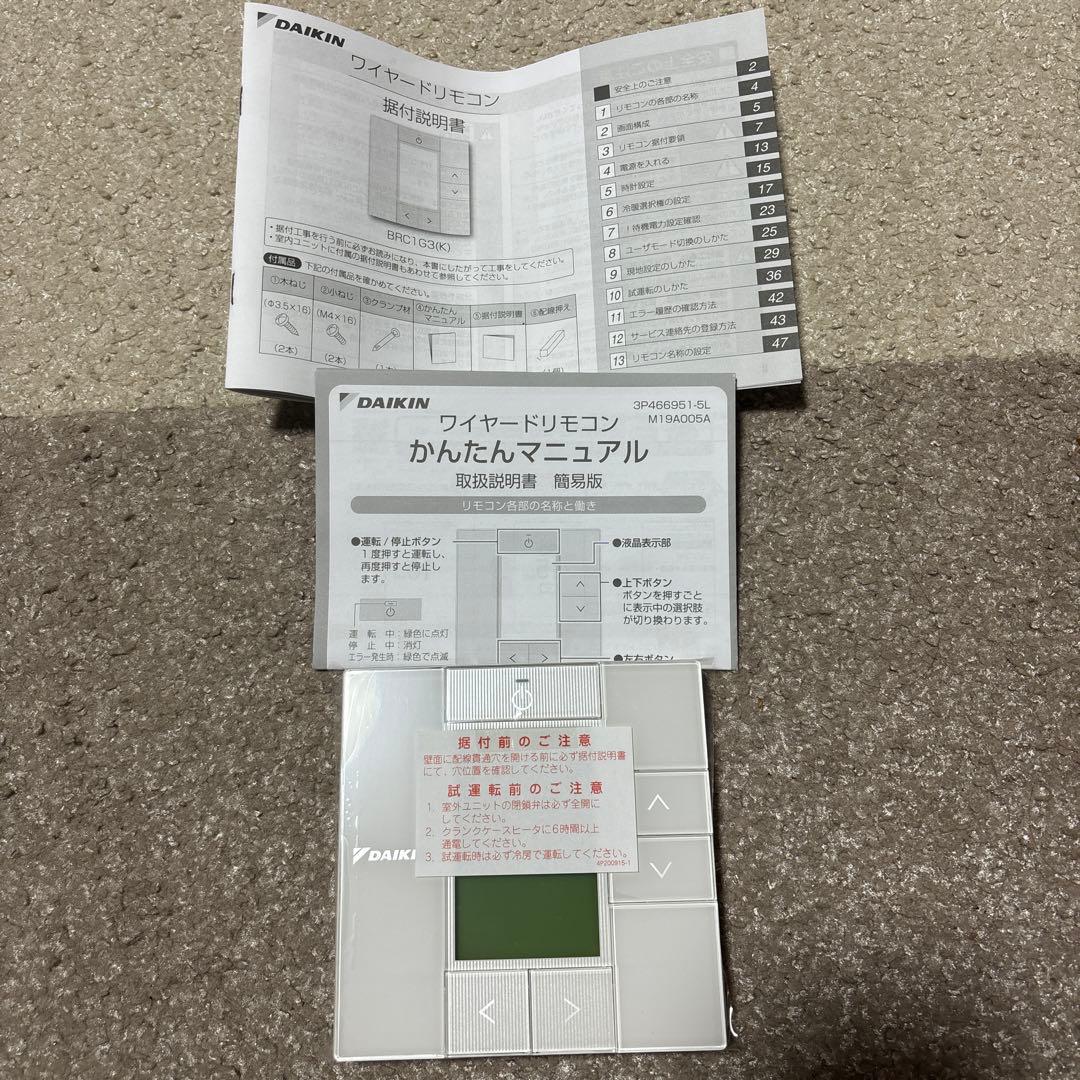 DAIKIN
ワイヤードリモコン
据付説明書
BRC1G3(K)
・据付工事を行う前に必ずお読みになり、本書にしたがって工事をしてください。
・室内ユニットに付属の据付説明書もあわせて参照してください。
付属品 下記の付属品を確かめてください。
①木ねじ ②小ねじ ③クランプ材 ④かんたんマニュアル ⑤据付説明書 ⑥配線押え
(Φ3.5×16) (M4×16)
(2本) (2本)
安全上のご注意 2
1 リモコンの各部の名称 4
2 画面構成 5
3 リモコン据付要領 7
4 電源を入れる 13
5 時計設定 15
6 冷暖選択権の設定 17
7 !待機電力設定確認 23
8 ユーザモード切換のしかた 25
9 現地設定のしかた 29
10 試運転のしかた 36
11 エラー履歴の確認方法 42
12 サービス連絡先の登録方法 43
13 リモコン名称の設定 47
DAIKIN
3P466951-5L
M19A005A
ワイヤードリモコン
かんたんマニュアル
取扱説明書 簡易版
リモコン各部の名称と働き
●運転/停止ボタン
1度押すと運転し、
再度押すと停止し
ます。
運 転 中:緑色に点灯
停 止 中:消灯
エラー発生時:緑色で点滅
●液晶表示部
●上下ボタン
ボタンを押すごと
に表示中の選択肢
が切り換わります。
●左右ボタン
据付前のご注意
壁面に配線貫通穴を開ける前に必ず据付説明書
にて、穴位置を確認してください。
試運転前のご注意
1. 室外ユニットの閉鎖弁は必ず全開に
してください。
2. クランクケースヒータに6時間以上
通電してください。
3. 試運転時は必ず冷房で運転してください。
4P200915-1
DAIKI